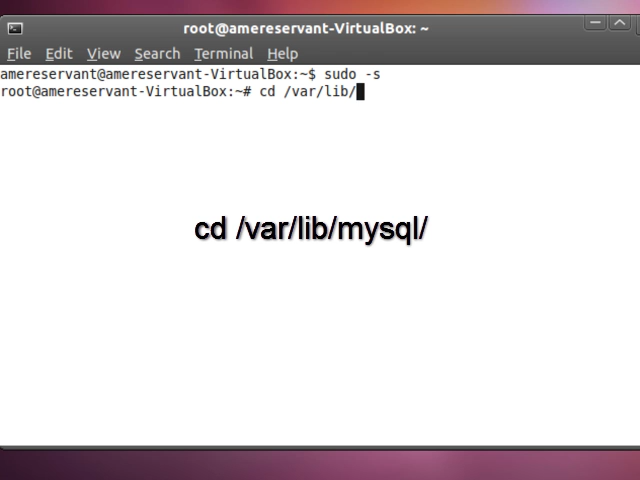 root@amereservant-VirtualBox: ~
File Edit View Search Terminal Help
amereservant@amereservant-VirtualBox:~$ sudo -s
root@amereservant-VirtualBox:~# cd /var/lib/
cd /var/lib/mysql/